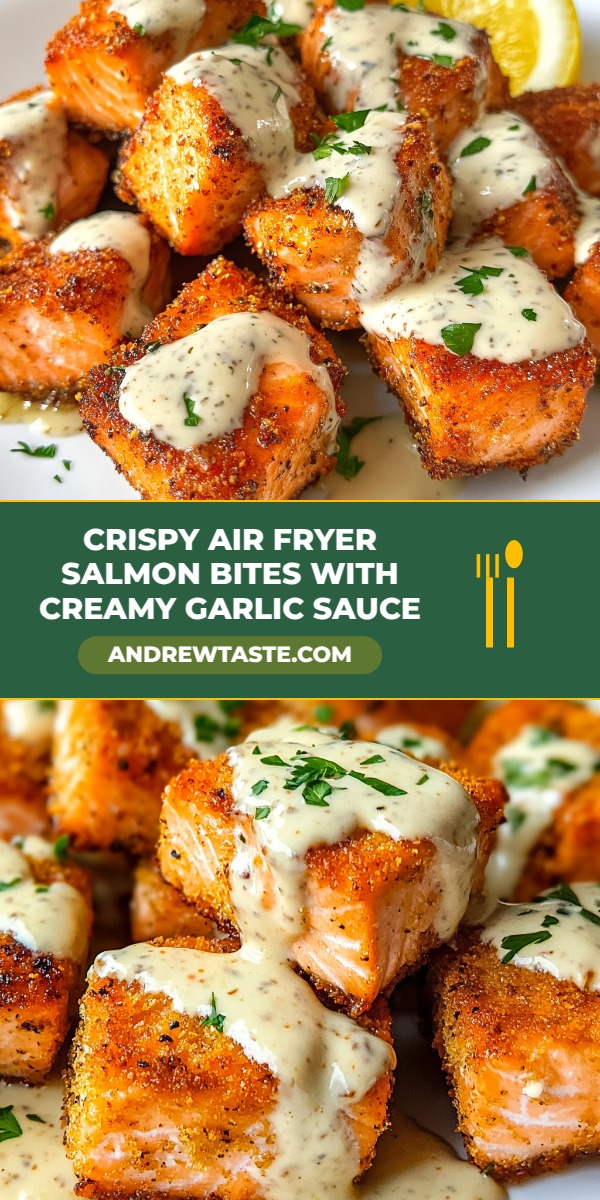 CRISPY AIR FRYER
SALMON BITES WITH
CREAMY GARLIC SAUCE
ANDREWTASTE.COM